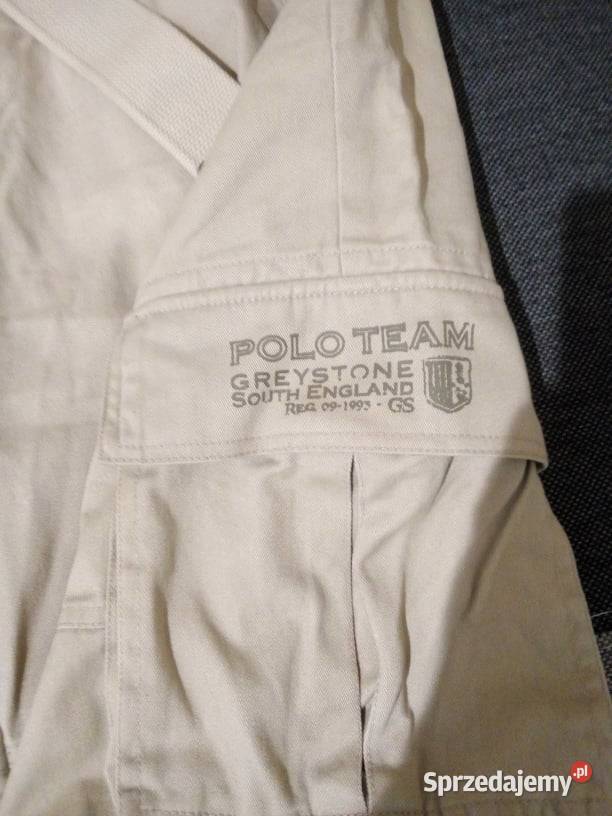 POLO TEAM
GREYSTONE
SOUTH ENGLAND
REG 09-1993 - GS
Sprzedajemy.pl